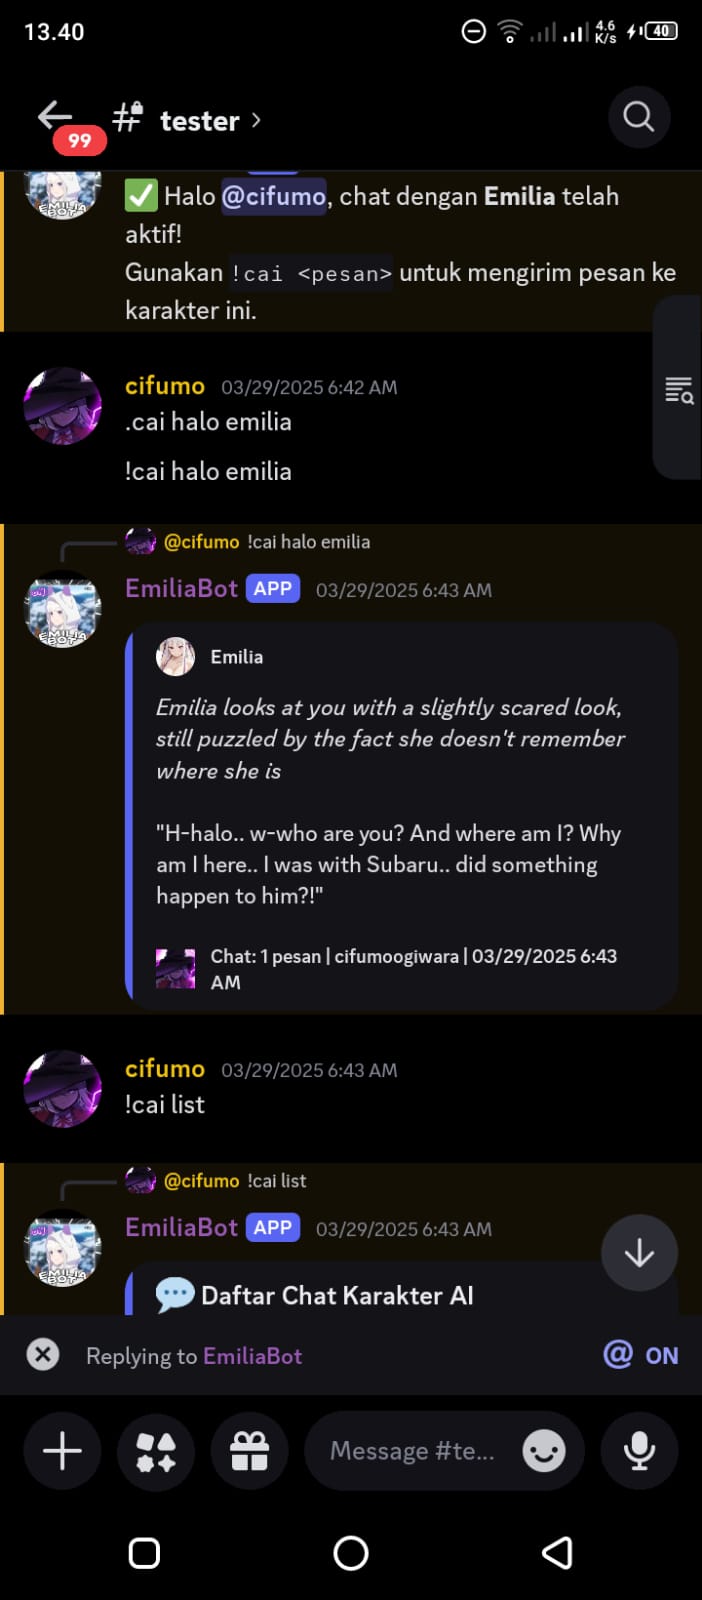 13.40
4.6
K/s
40
99
tester
✅ Halo @cifumo, chat dengan Emilia telah
aktif!
Gunakan !cai <pesan> untuk mengirim pesan ke
karakter ini.
cifumo 03/29/2025 6:42 AM
.cai halo emilia
!cai halo emilia
@cifumo !cai halo emilia
EmiliaBot APP 03/29/2025 6:43 AM
Emilia
Emilia looks at you with a slightly scared look,
still puzzled by the fact she doesn't remember
where she is
"H-halo.. w-who are you? And where am I? Why
am I here.. I was with Subaru.. did something
happen to him?!"
Chat: 1 pesan | cifumoogiwara | 03/29/2025 6:43
AM
cifumo 03/29/2025 6:43 AM
!cai list
@cifumo !cai list
EmiliaBot APP 03/29/2025 6:43 AM
💬 Daftar Chat Karakter AI
Replying to EmiliaBot @ ON
Message #te...